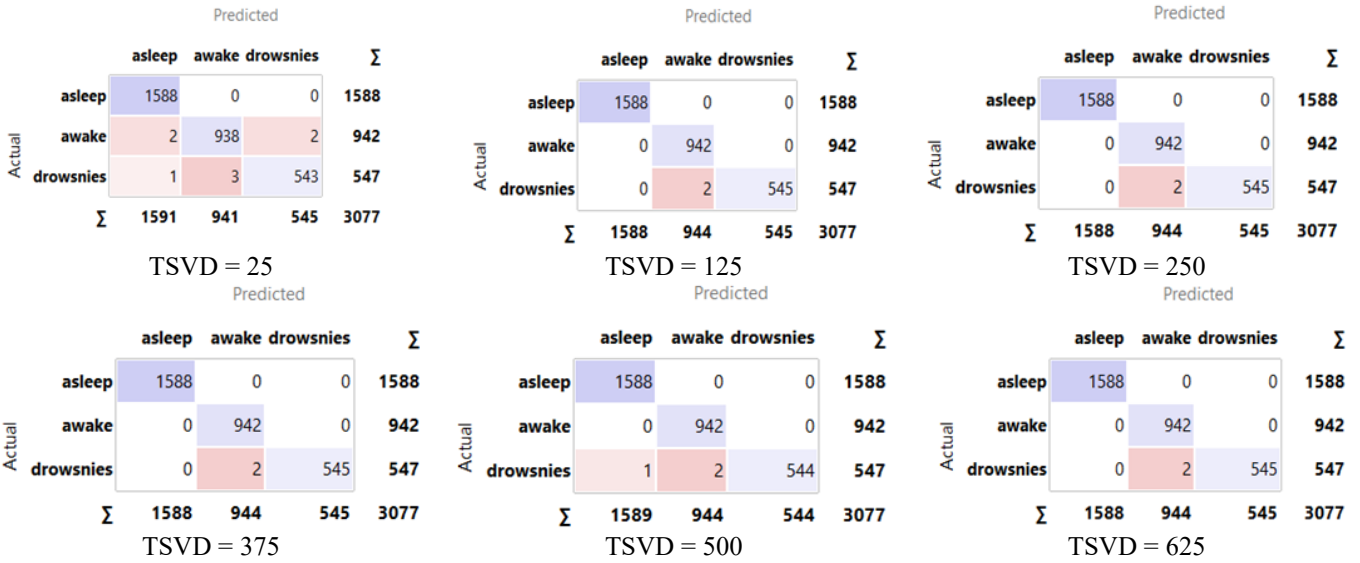 Predicted
asleep awake drowsnies Σ
asleep 1588 0 0 1588
awake 2 938 2 942
drowsnies 1 3 543 547
Σ 1591 941 545 3077
Actual
TSVD = 25
Predicted
asleep awake drowsnies Σ
asleep 1588 0 0 1588
awake 0 942 0 942
drowsnies 0 2 545 547
Σ 1588 944 545 3077
Actual
TSVD = 125
Predicted
asleep awake drowsnies Σ
asleep 1588 0 0 1588
awake 0 942 0 942
drowsnies 0 2 545 547
Σ 1588 944 545 3077
Actual
TSVD = 250
Predicted
asleep awake drowsnies Σ
asleep 1588 0 0 1588
awake 0 942 0 942
drowsnies 0 2 545 547
Σ 1588 944 545 3077
Actual
TSVD = 375
Predicted
asleep awake drowsnies Σ
asleep 1588 0 0 1588
awake 0 942 0 942
drowsnies 1 2 544 547
Σ 1589 944 544 3077
Actual
TSVD = 500
Predicted
asleep awake drowsnies Σ
asleep 1588 0 0 1588
awake 0 942 0 942
drowsnies 0 2 545 547
Σ 1588 944 545 3077
Actual
TSVD = 625